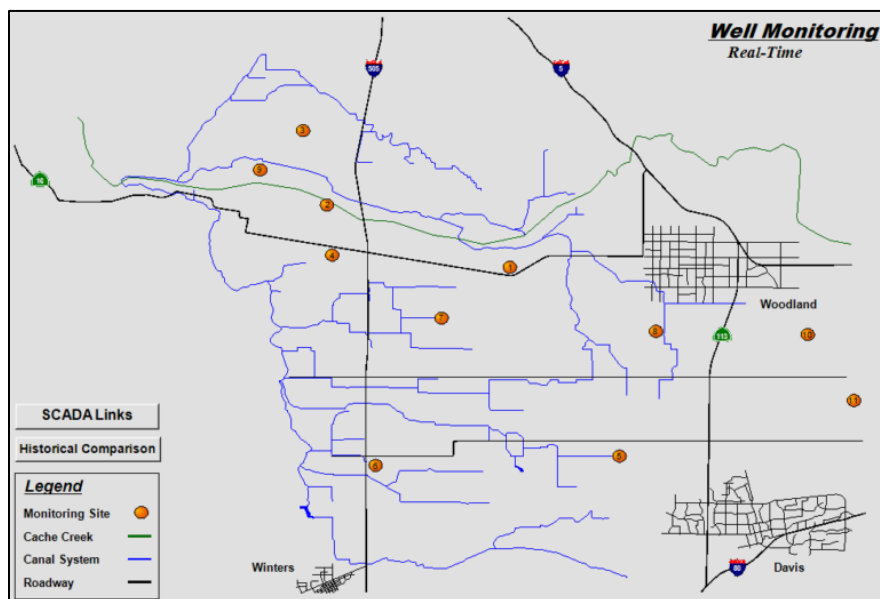 Well Monitoring
Real-Time
505
5
3
9
16
2
4
1
Woodland
7
8
113
10
11
SCADA Links
Historical Comparison
6
5
Legend
Monitoring Site
Cache Creek
Canal System
Roadway
Winters
80
Davis